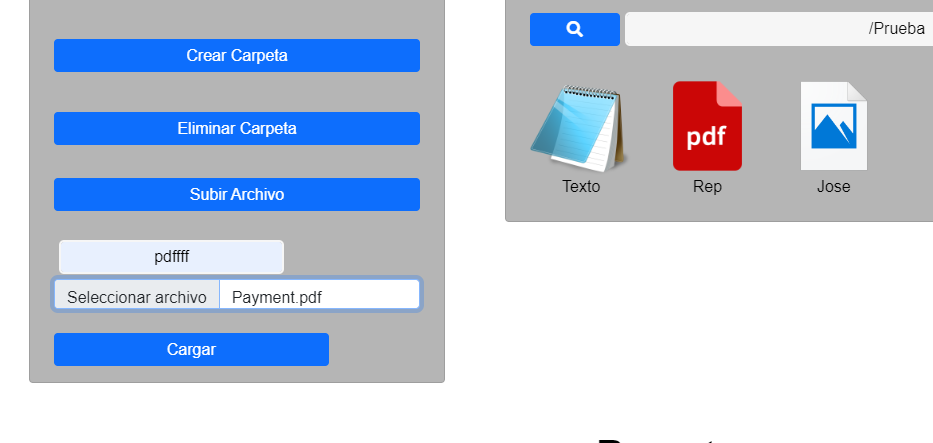 Crear Carpeta
Eliminar Carpeta
Subir Archivo
pdffff
Seleccionar archivo Payment.pdf
Cargar
/Prueba
pdf
Texto Rep Jose